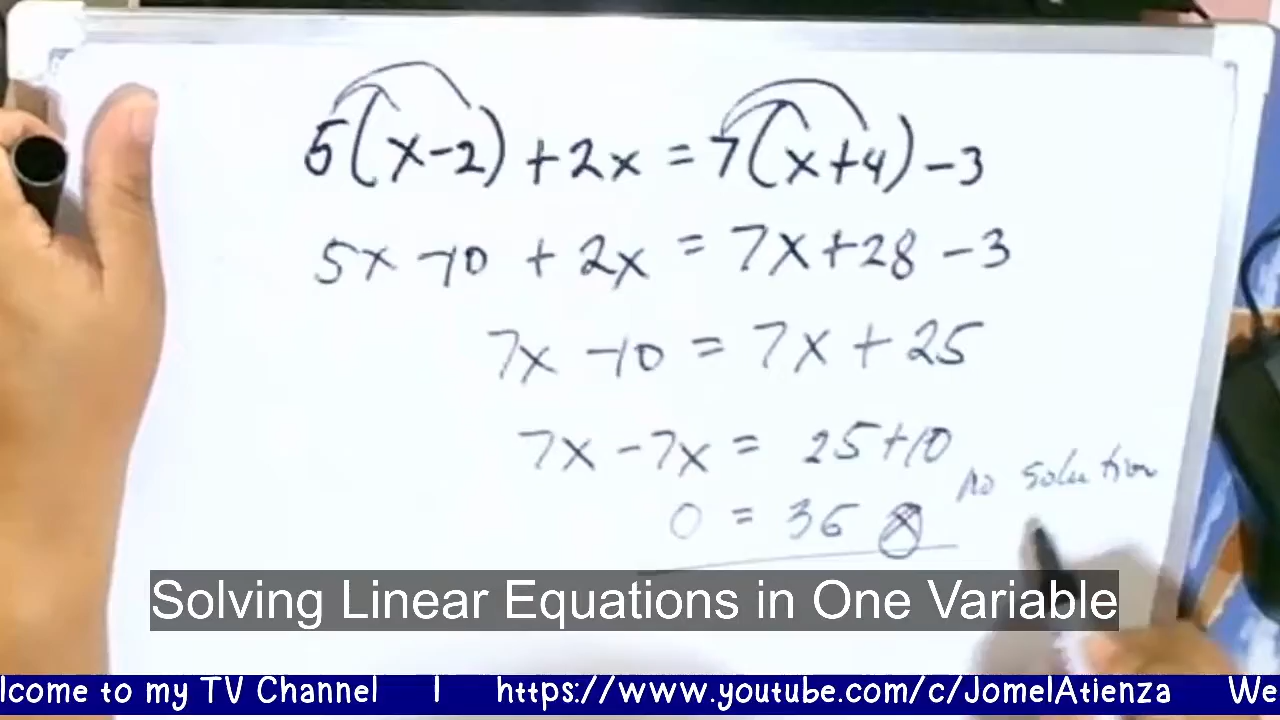 5(x-2)+2x=7(x+4)-3
5x-10+2x=7x+28-3
7x-10=7x+25
7x-7x=25+10
0=36 no solution
Solving Linear Equations in One Variable
lcome to my TV Channel | https://www.youtube.com/c/JomelAtienza We